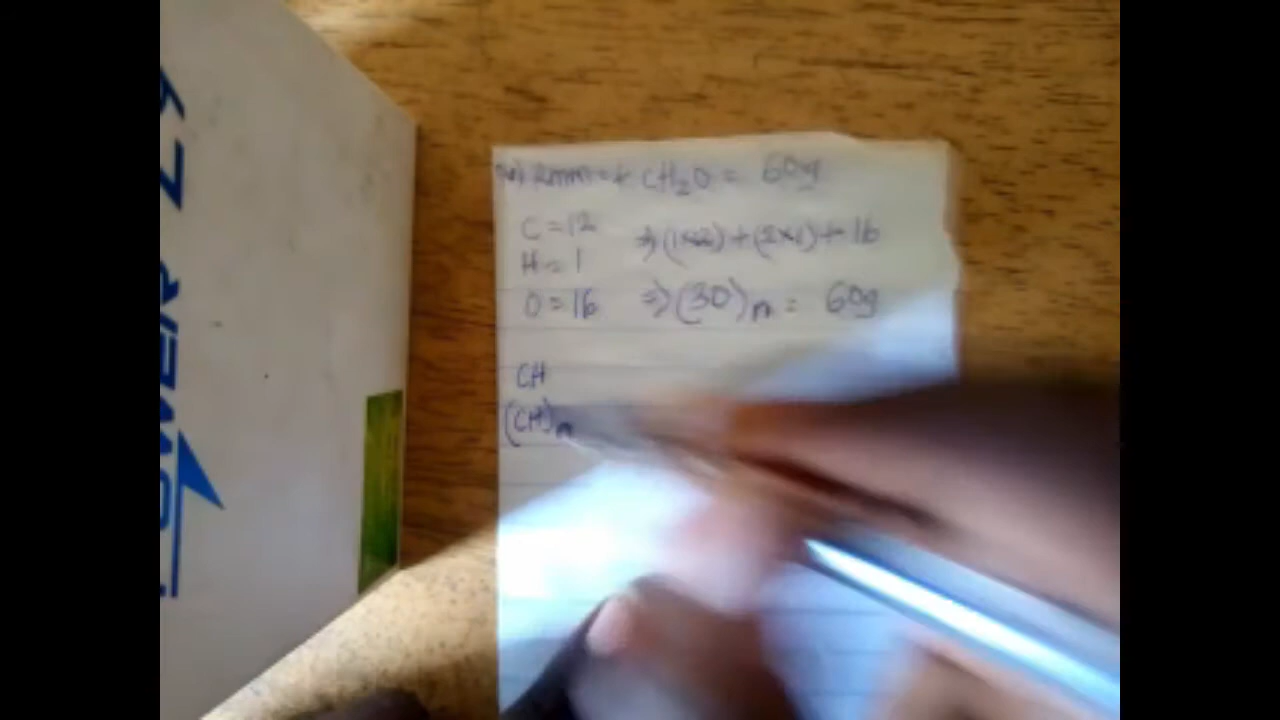 RMM of CH₂O = 60g
C = 12 ⇒ (1×12) + (2×1) + 16
H = 1
O = 16 ⇒ (30)m = 60g
CH
(CH)m